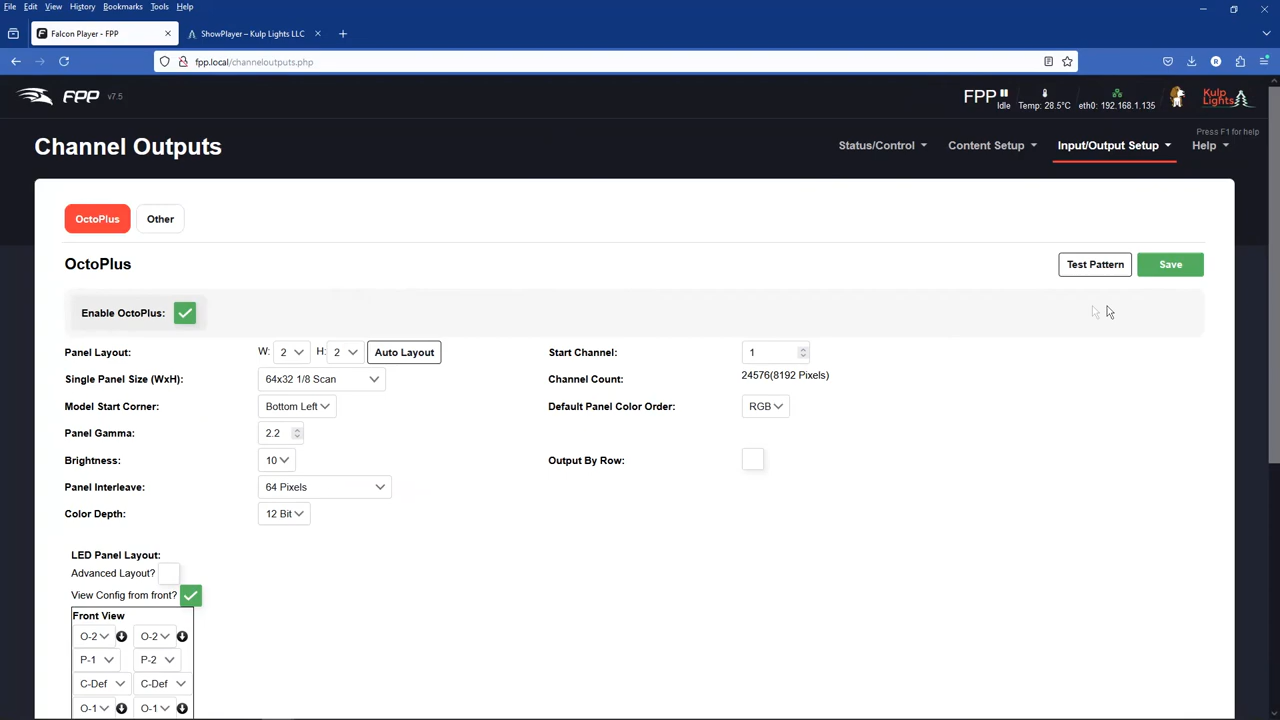 File Edit View History Bookmarks Tools Help
Falcon Player - FPP
ShowPlayer – Kulp Lights LLC
fpp.local/channeloutputs.php
FPP v7.5
FPP Idle Temp: 28.5°C eth0: 192.168.1.135 Kulp Lights
Press F1 for help
Channel Outputs
Status/Control Content Setup Input/Output Setup Help
OctoPlus Other
OctoPlus
Test Pattern Save
Enable OctoPlus:
Panel Layout: W: 2 H: 2 Auto Layout
Start Channel: 1
Single Panel Size (WxH): 64x32 1/8 Scan
Channel Count: 24576(8192 Pixels)
Model Start Corner: Bottom Left
Default Panel Color Order: RGB
Panel Gamma: 2.2
Brightness: 10
Output By Row:
Panel Interleave: 64 Pixels
Color Depth: 12 Bit
LED Panel Layout:
Advanced Layout?
View Config from front?
Front View
O-2 O-2
P-1 P-2
C-Def C-Def
O-1 O-1